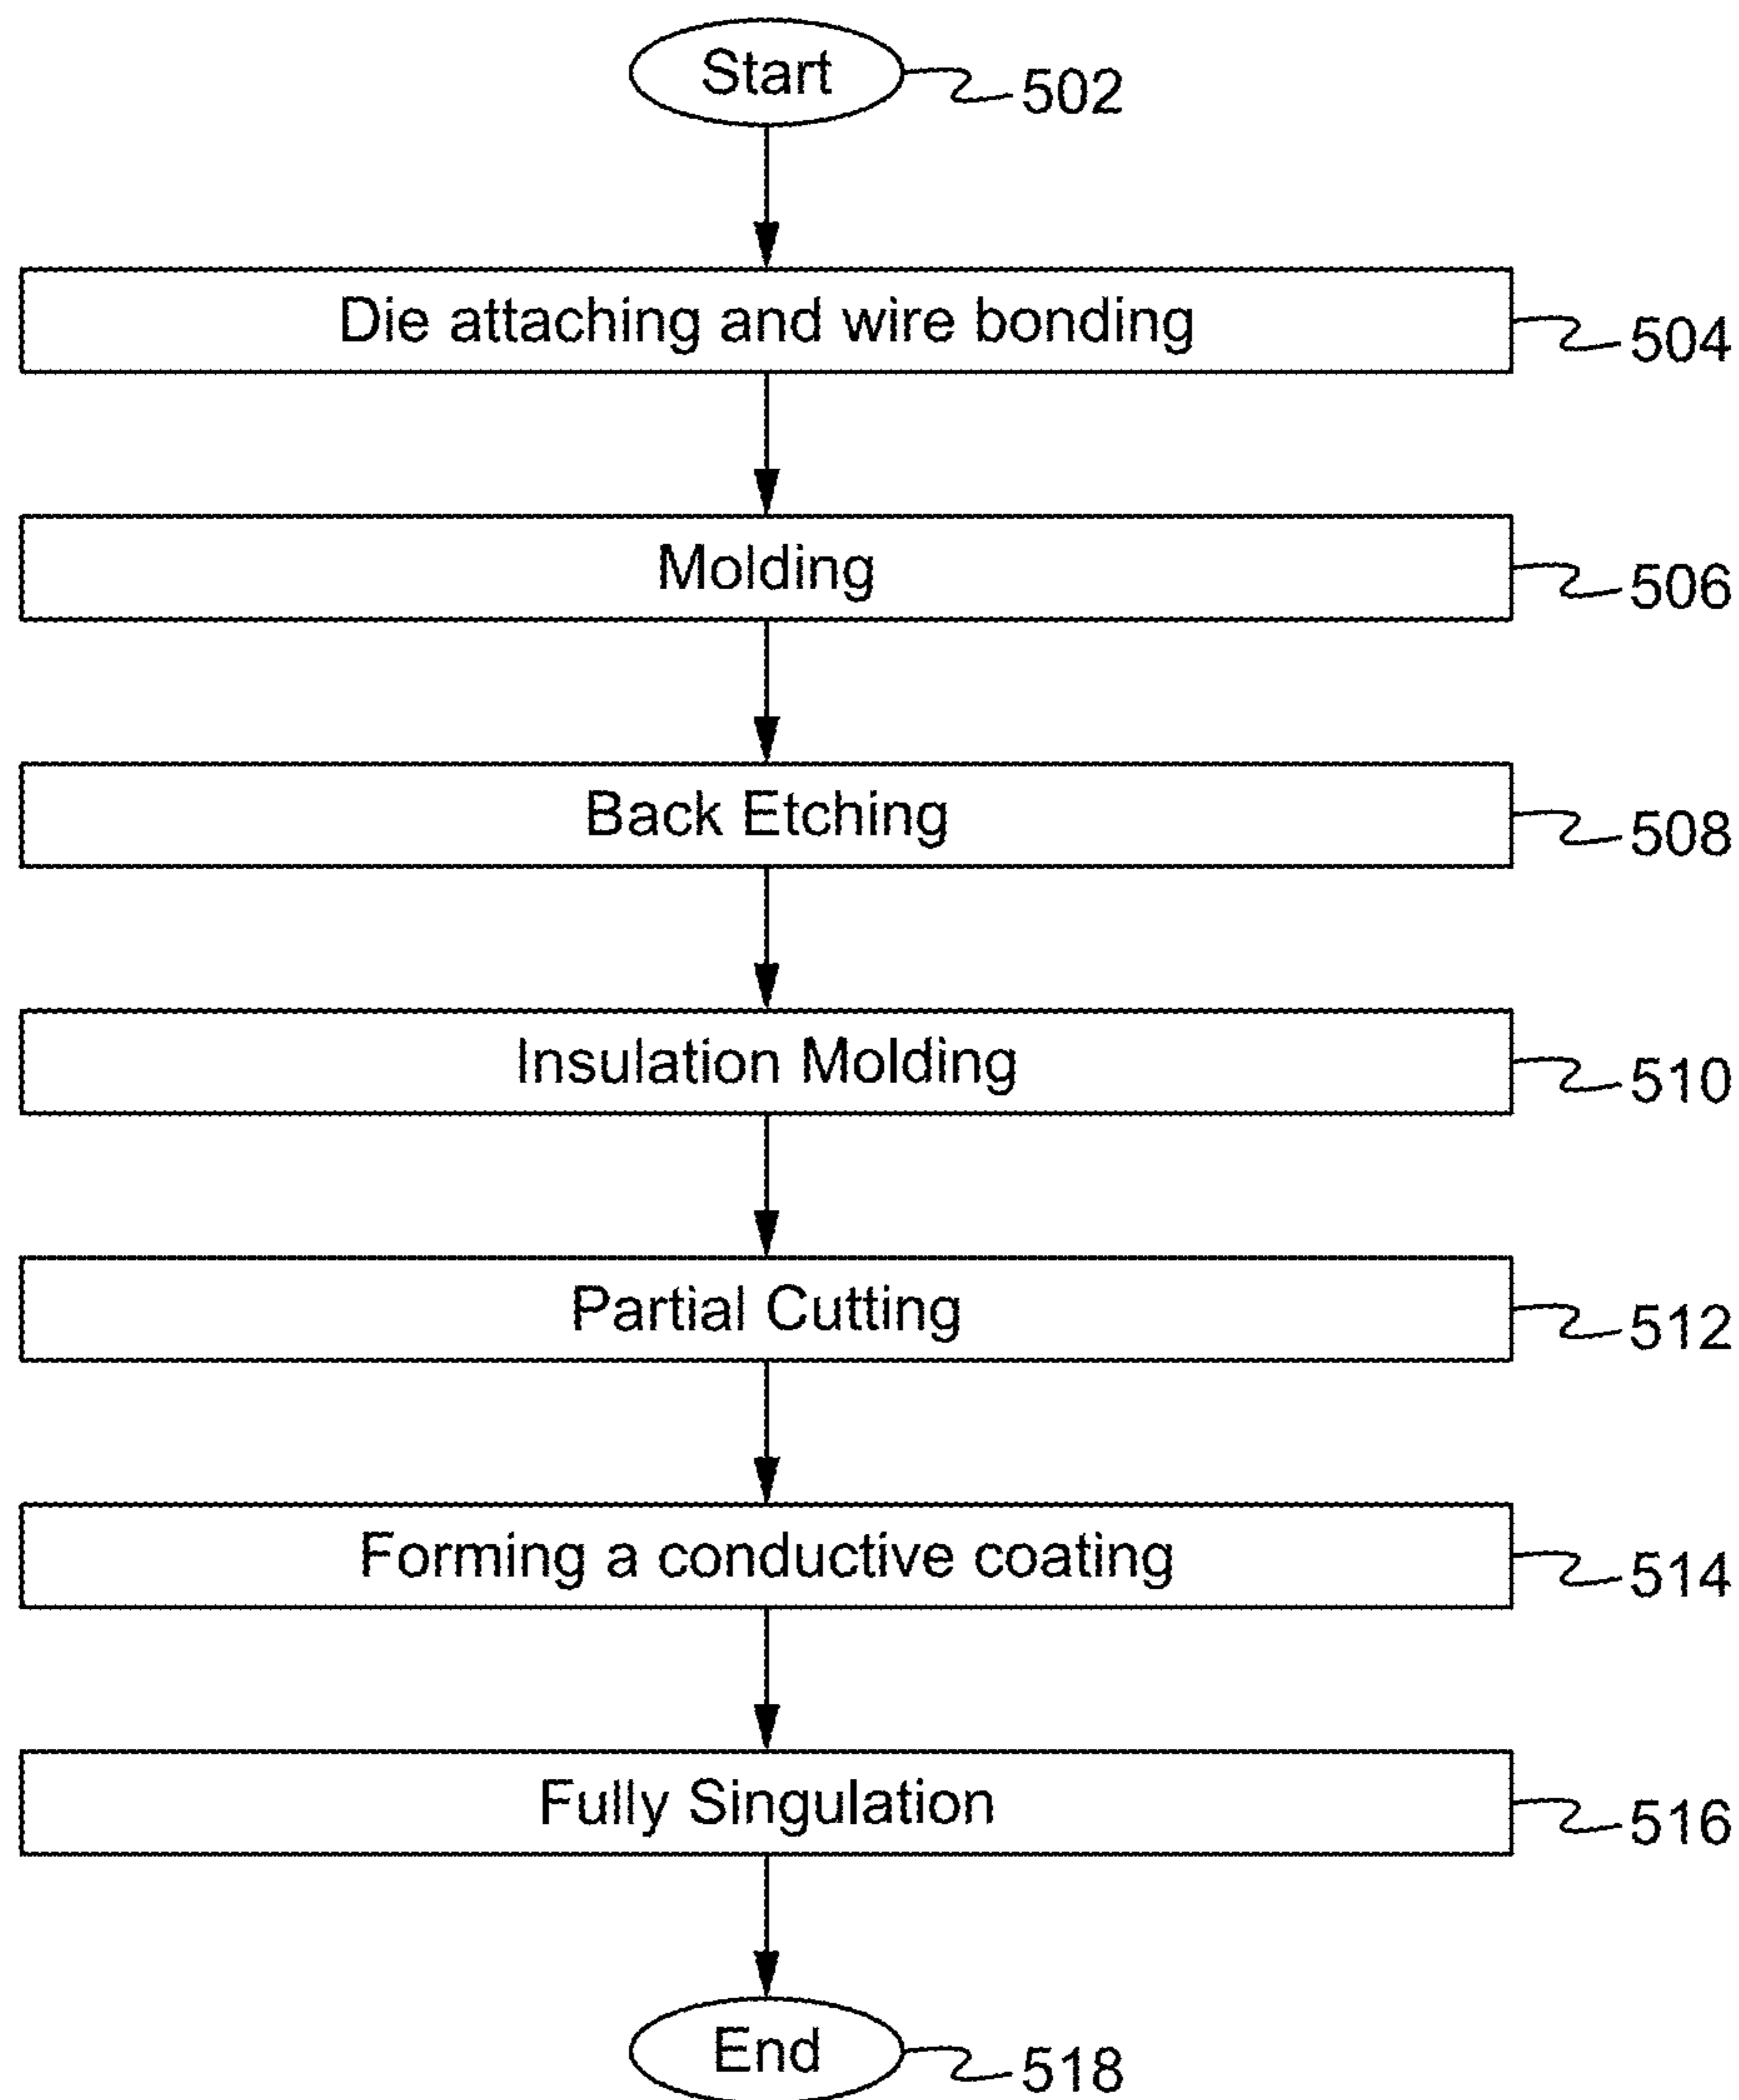 Start
502
Die attaching and wire bonding
504
Molding
506
Back Etching
508
Insulation Molding
510
Partial Cutting
512
Forming a conductive coating
514
Fully Singulation
516
End
518